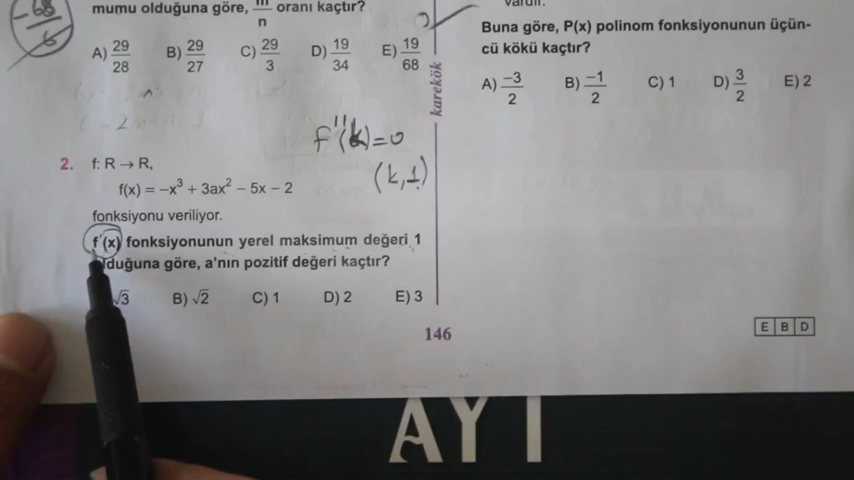 mumu olduğuna göre, m/n oranı kaçtır?
A) 29/28 B) 29/27 C) 29/3 D) 19/34 E) 19/68
f''(k)=0
(k,1)
2. f: R → R,
f(x) = –x³ + 3ax² – 5x – 2
fonksiyonu veriliyor.
f'(x) fonksiyonunun yerel maksimum değeri 1
lduğuna göre, a'nın pozitif değeri kaçtır?
√3 B) √2 C) 1 D) 2 E) 3
karekök
vardır.
Buna göre, P(x) polinom fonksiyonunun üçün-
cü kökü kaçtır?
A) –3/2 B) –1/2 C) 1 D) 3/2 E) 2
146
E B D
AYT